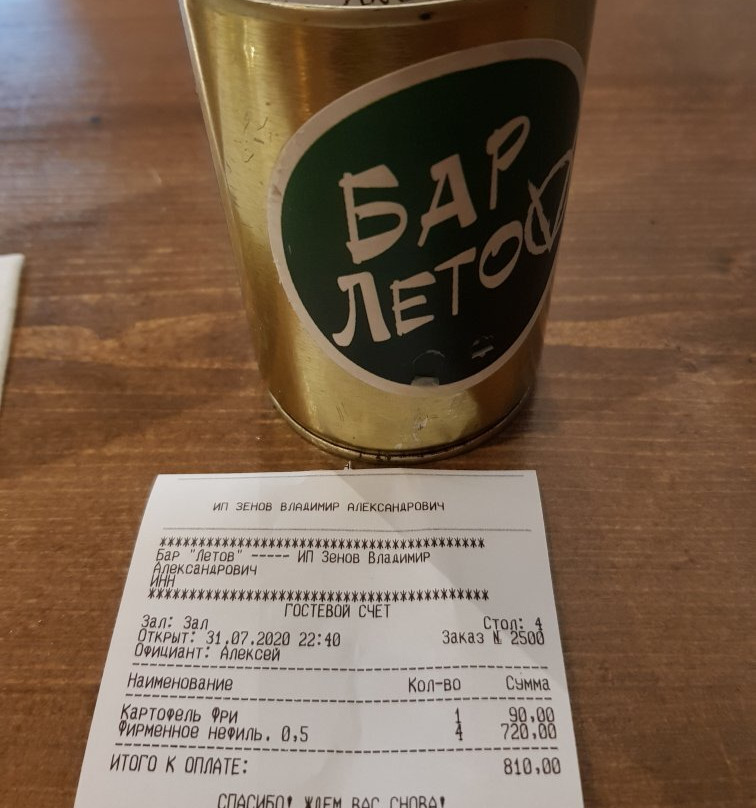 БАР
ЛЕТОV
ИП ЗЕНОВ ВЛАДИМИР АЛЕКСАНДРОВИЧ
****************************************
Бар "Летов" ----- ИП Зенов Владимир
Александрович
ИНН
****************************************
ГОСТЕВОЙ СЧЕТ
Зал: Зал Стол: 4
Открыт: 31.07.2020 22:40 Заказ № 2500
Официант: Алексей
Наименование Кол-во Сумма
Картофель Фри 1 90,00
Фирменное нефиль. 0,5 4 720,00
ИТОГО К ОПЛАТЕ: 810,00
СПАСИБО! ЖДЕМ ВАС СНОВА!